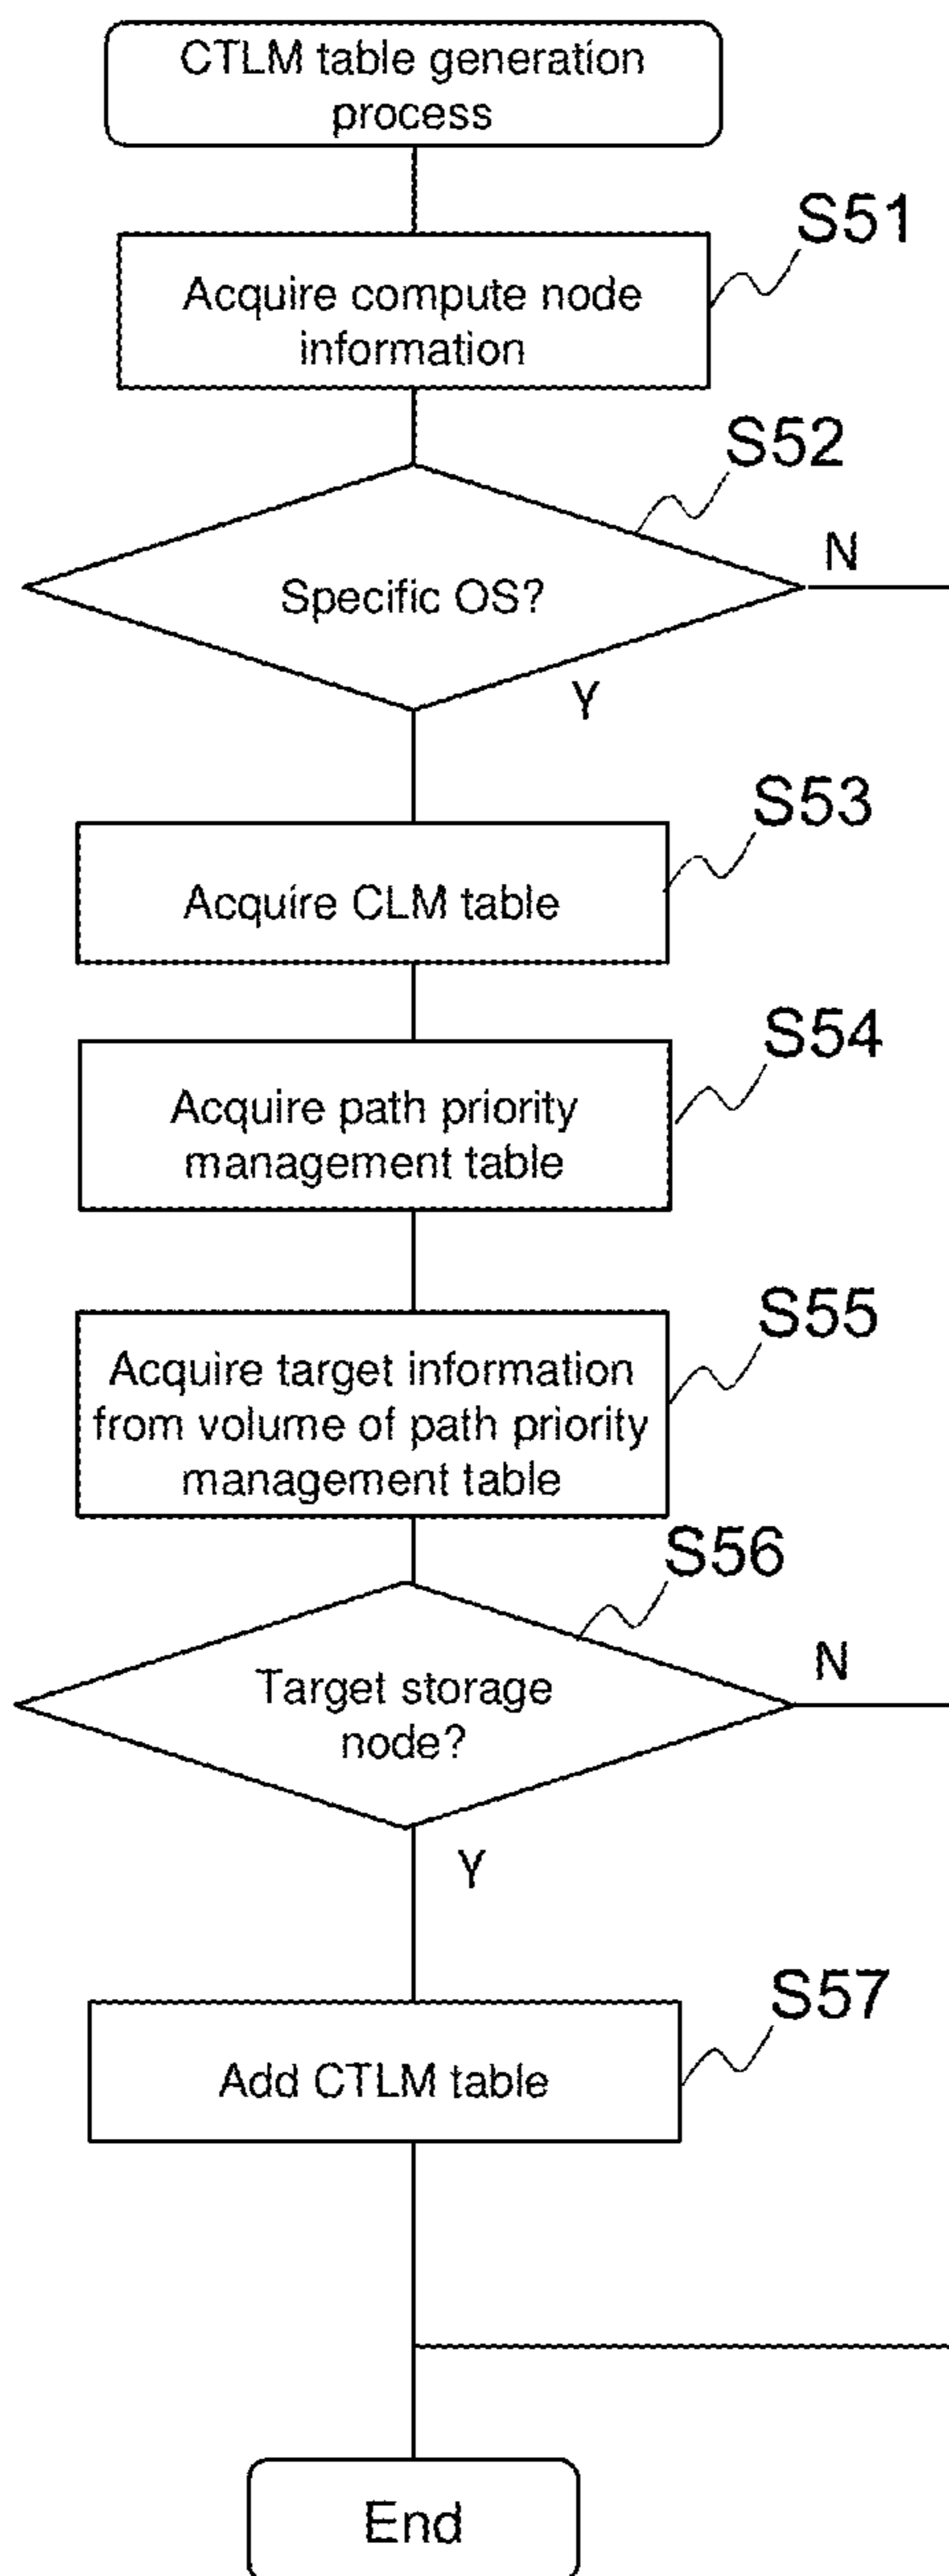 CTLM table generation
process
S51
Acquire compute node
information
S52
N
Specific OS?
Y
S53
Acquire CLM table
S54
Acquire path priority
management table
S55
Acquire target information
from volume of path priority
management table
S56
N
Target storage
node?
Y
S57
Add CTLM table
End